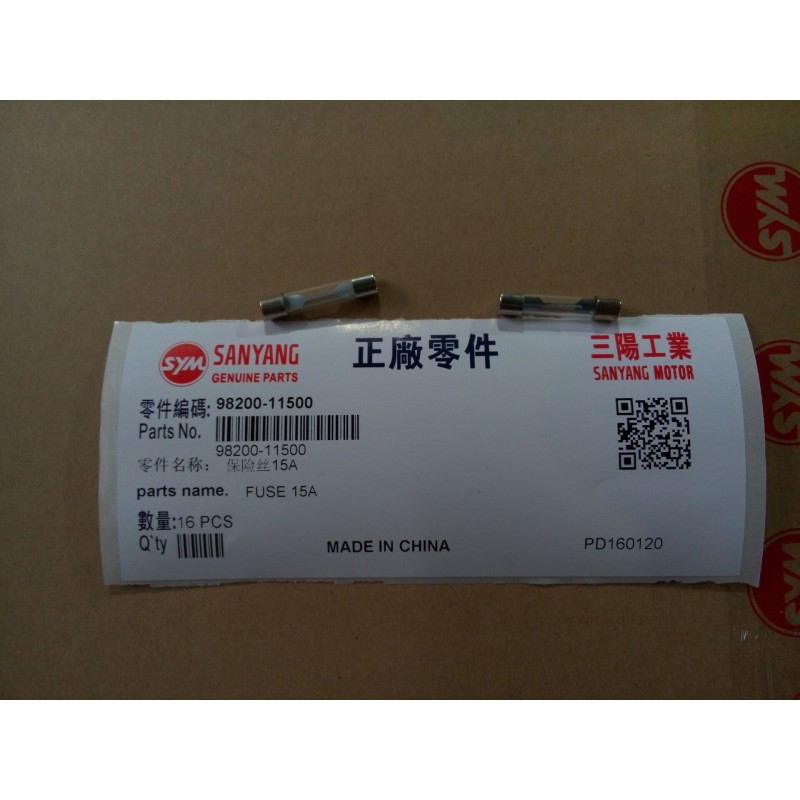 SYM SANYANG
GENUINE PARTS
正廠零件
三陽工業
SANYANG MOTOR
零件編碼: 98200-11500
Parts No.
98200-11500
零件名称: 保险丝15A
parts name. FUSE 15A
數量:16 PCS
Q`ty
MADE IN CHINA
PD160120
SYM
SYM
SYM